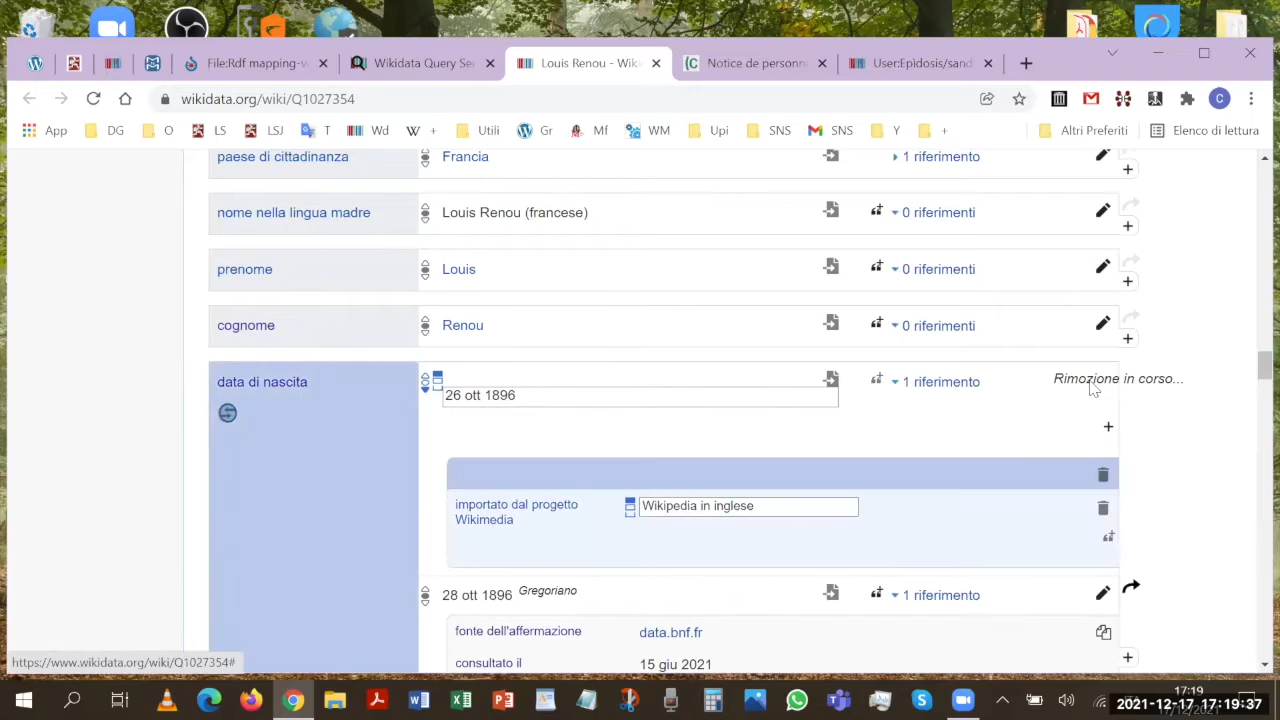 File:Rdf mapping-v
Wikidata Query Se
Louis Renou - Wiki
Notice de personn
User:Epìdosis/sand
wikidata.org/wiki/Q1027354
C
App
DG
O
LS
LSJ
T
Wd
+
Utili
Gr
Mf
WM
Upi
SNS
SNS
Y
+
Altri Preferiti
Elenco di lettura
paese di cittadinanza
Francia
1 riferimento
nome nella lingua madre
Louis Renou (francese)
0 riferimenti
prenome
Louis
0 riferimenti
cognome
Renou
0 riferimenti
data di nascita
26 ott 1896
1 riferimento
Rimozione in corso...
importato dal progetto
Wikimedia
Wikipedia in inglese
28 ott 1896 Gregoriano
1 riferimento
fonte dell'affermazione
data.bnf.fr
consultato il
15 giu 2021
https://www.wikidata.org/wiki/Q1027354#
17:19
2021-12-17 17:19:37